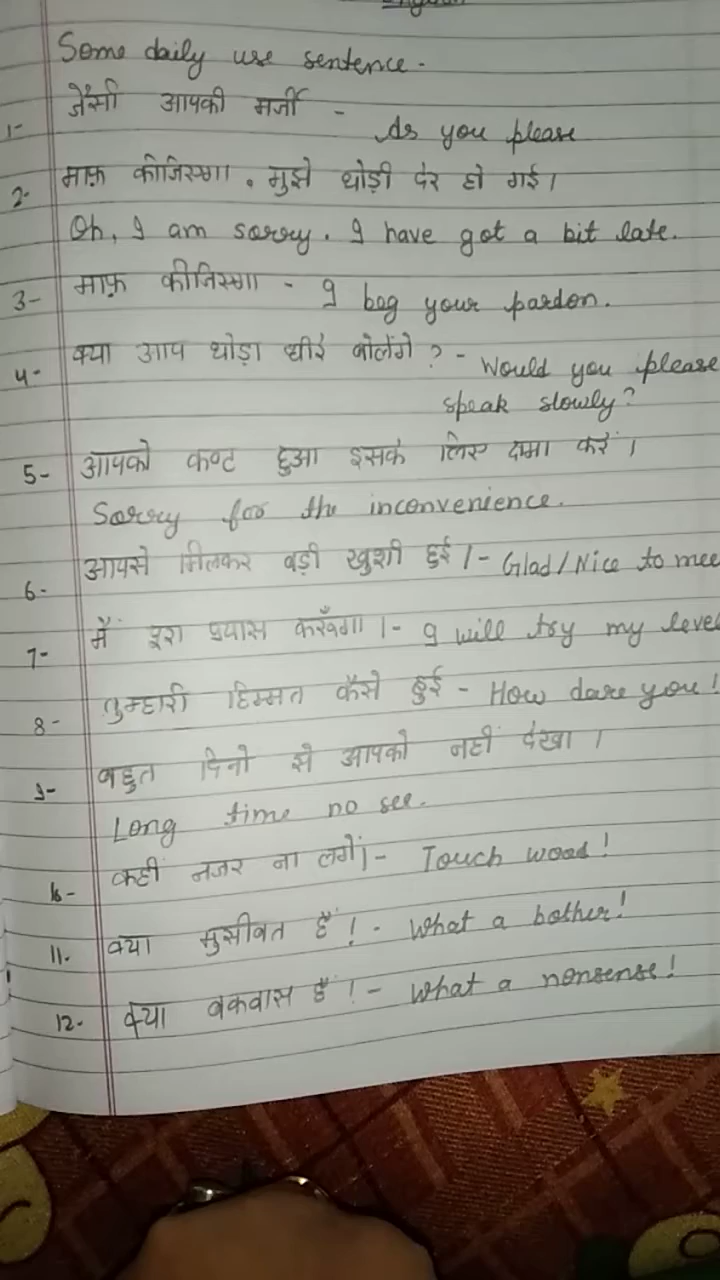 Some daily use sentence.
1- जैसी आपकी मर्जी - As you please
2- माफ़ कीजिएगा, मुझे थोड़ी देर हो गई।
Oh, I am sorry. I have got a bit late.
3- माफ़ कीजिएगा - I beg your pardon.
4- क्या आप थोड़ा धीरे बोलेंगे? - Would you please
speak slowly?
5- आपको कष्ट हुआ इसके लिए क्षमा करें।
Sorry for the inconvenience.
6- आपसे मिलकर बड़ी खुशी हुई।- Glad/Nice to mee
7- मैं पूरा प्रयास करूँगा।- I will try my level
8- तुम्हारी हिम्मत कैसे हुई - How dare you!
9- बहुत दिनो से आपको नहीं देखा।
Long time no see.
10- कहीं नजर ना लगे।- Touch wood!
11. क्या मुसीबत हैं!- What a bother!
12- क्या बकवास हैं!- What a nonsense!